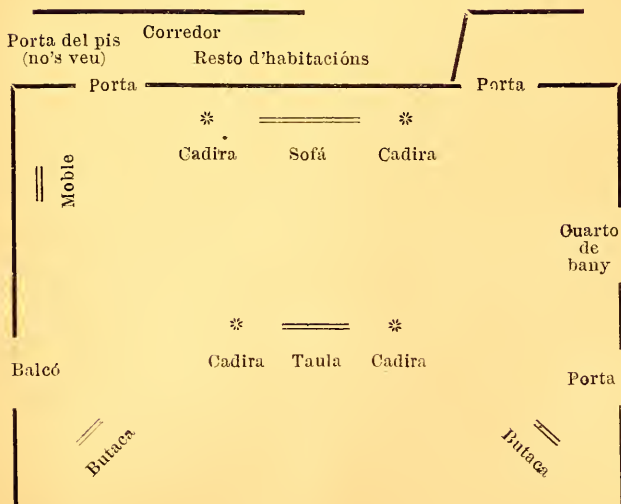 Porta del pis
(no's veu)
Corredor
Resto d'habitacións
Porta
Porta
Cadira
Sofá
Cadira
Moble
Cuarto
de
bany
Cadira
Taula
Cadira
Balcó
Porta
Butaca
Butaca